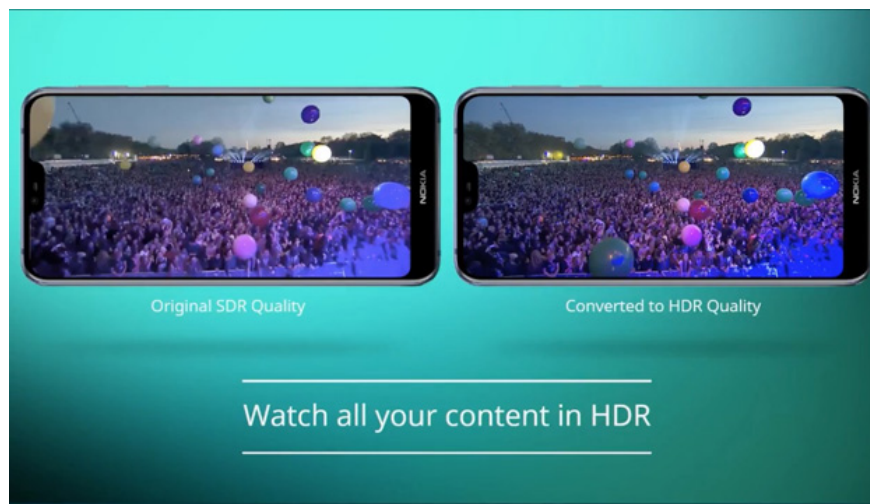 NOKIA
NOKIA
Original SDR Quality
Converted to HDR Quality
Watch all your content in HDR